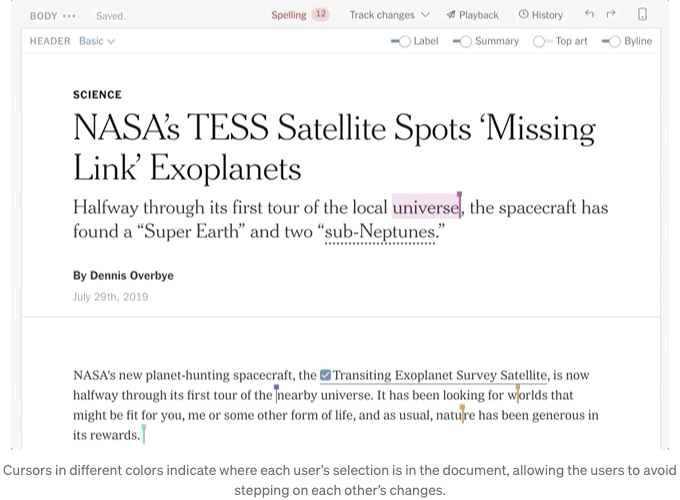 BODY ••• Saved. Spelling 12 Track changes Playback History
HEADER Basic Label Summary Top art Byline
SCIENCE
NASA’s TESS Satellite Spots ‘Missing
Link’ Exoplanets
Halfway through its first tour of the local universe, the spacecraft has
found a “Super Earth” and two “sub-Neptunes.”
By Dennis Overbye
July 29th, 2019
NASA’s new planet-hunting spacecraft, the Transiting Exoplanet Survey Satellite, is now
halfway through its first tour of the nearby universe. It has been looking for worlds that
might be fit for you, me or some other form of life, and as usual, nature has been generous in
its rewards.
Cursors in different colors indicate where each user’s selection is in the document, allowing the users to avoid
stepping on each other’s changes.